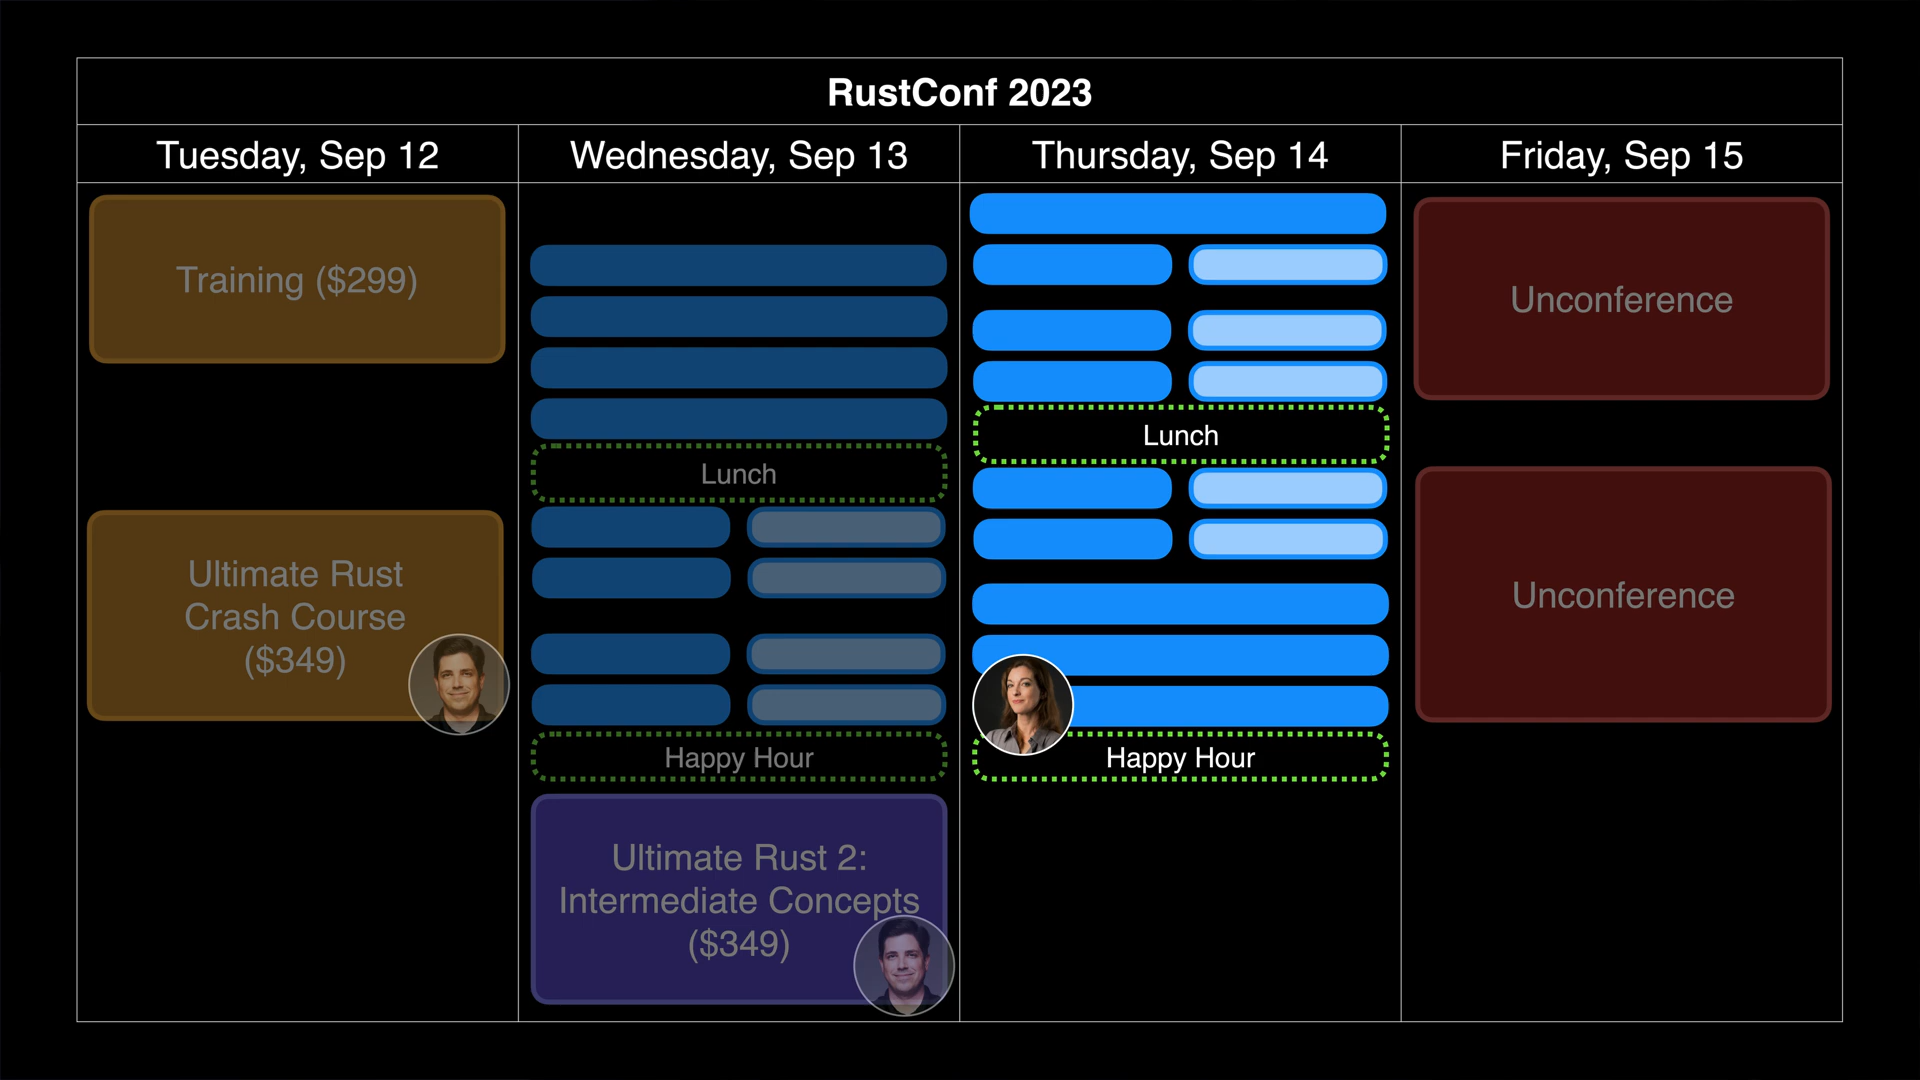 RustConf 2023
Tuesday, Sep 12
Wednesday, Sep 13
Thursday, Sep 14
Friday, Sep 15
Training ($299)
Ultimate Rust
Crash Course
($349)
Lunch
Happy Hour
Ultimate Rust 2:
Intermediate Concepts
($349)
Lunch
Happy Hour
Unconference
Unconference